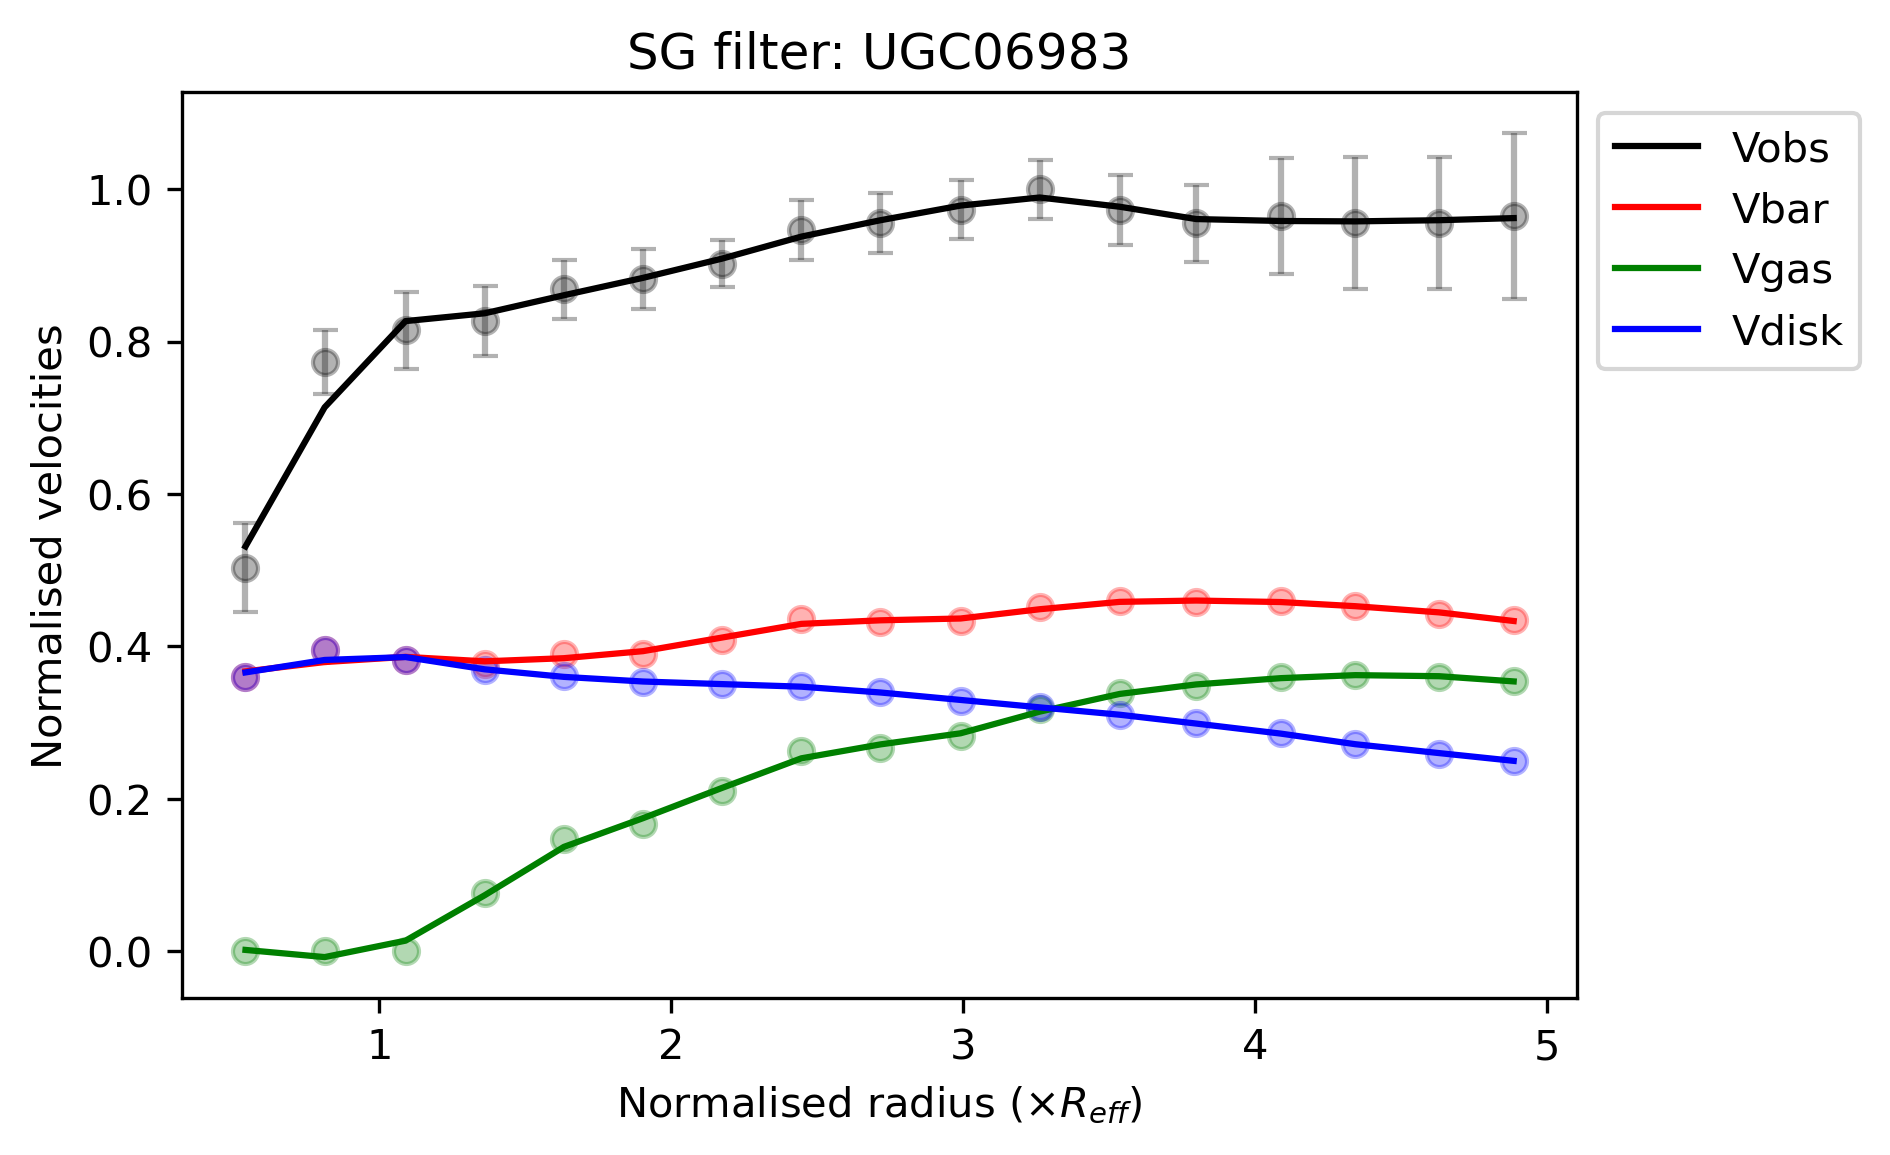 SG filter: UGC06983
Normalised velocities
1.0
0.8
0.6
0.4
0.2
0.0
1 2 3 4 5
Normalised radius (×R_eff)
Vobs
Vbar
Vgas
Vdisk